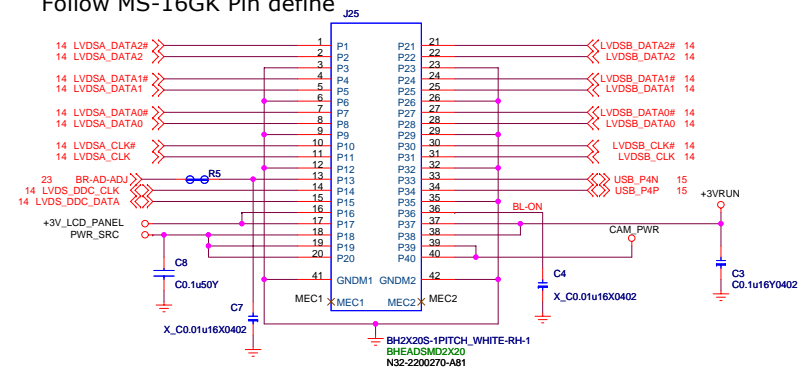 Follow MS-16GK Pin define
J25
14 LVDSA_DATA2# 1 P1 P21 21 LVDSB_DATA2# 14
14 LVDSA_DATA2 2 P2 P22 22 LVDSB_DATA2 14
3 P3 P23 23
14 LVDSA_DATA1# 4 P4 P24 24 LVDSB_DATA1# 14
14 LVDSA_DATA1 5 P5 P25 25 LVDSB_DATA1 14
6 P6 P26 26
14 LVDSA_DATA0# 7 P7 P27 27 LVDSB_DATA0# 14
14 LVDSA_DATA0 8 P8 P28 28 LVDSB_DATA0 14
9 P9 P29 29
14 LVDSA_CLK# 10 P10 P30 30 LVDSB_CLK# 14
14 LVDSA_CLK 11 P11 P31 31 LVDSB_CLK 14
12 P12 P32 32
23 BR-AD-ADJ R5 13 P13 P33 33 USB_P4N 15
14 LVDS_DDC_CLK 14 P14 P34 34 USB_P4P 15
15 LVDS_DDC_DATA 15 P15 P35 35 +3VRUN
16 P16 P36 36 BL-ON
+3V_LCD_PANEL 17 P17 P37 37
PWR_SRC 18 P18 P38 38 CAM_PWR
19 P19 P39 39
20 P20 P40 40
C8
C0.1u50Y
41 GNDM1 GNDM2 42
C4
X_C0.01u16X0402
C3
C0.1u16Y0402
MEC1 MEC1 MEC2 MEC2
C7
X_C0.01u16X0402
BH2X20S-1PITCH_WHITE-RH-1
BHEADSMD2X20
N32-2200270-A81